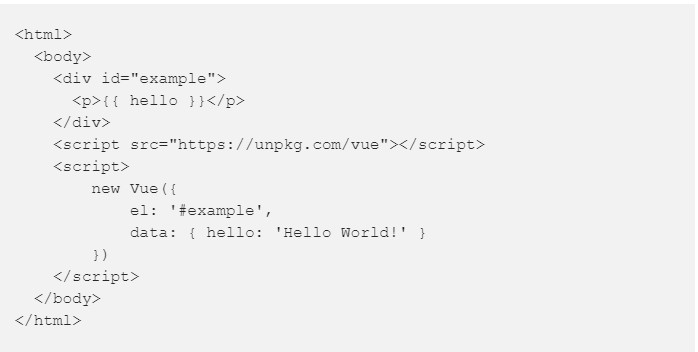 <html>
  <body>
    <div id="example">
      <p>{{ hello }}</p>
    </div>
    <script src="https://unpkg.com/vue"></script>
    <script>
        new Vue({
            el: '#example',
            data: { hello: 'Hello World!' }
        })
    </script>
  </body>
</html>